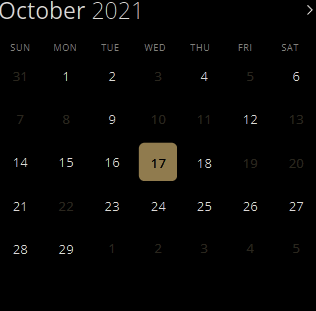 October 2021
SUN MON TUE WED THU FRI SAT
31 1 2 3 4 5 6
7 8 9 10 11 12 13
14 15 16 17 18 19 20
21 22 23 24 25 26 27
28 29 1 2 3 4 5